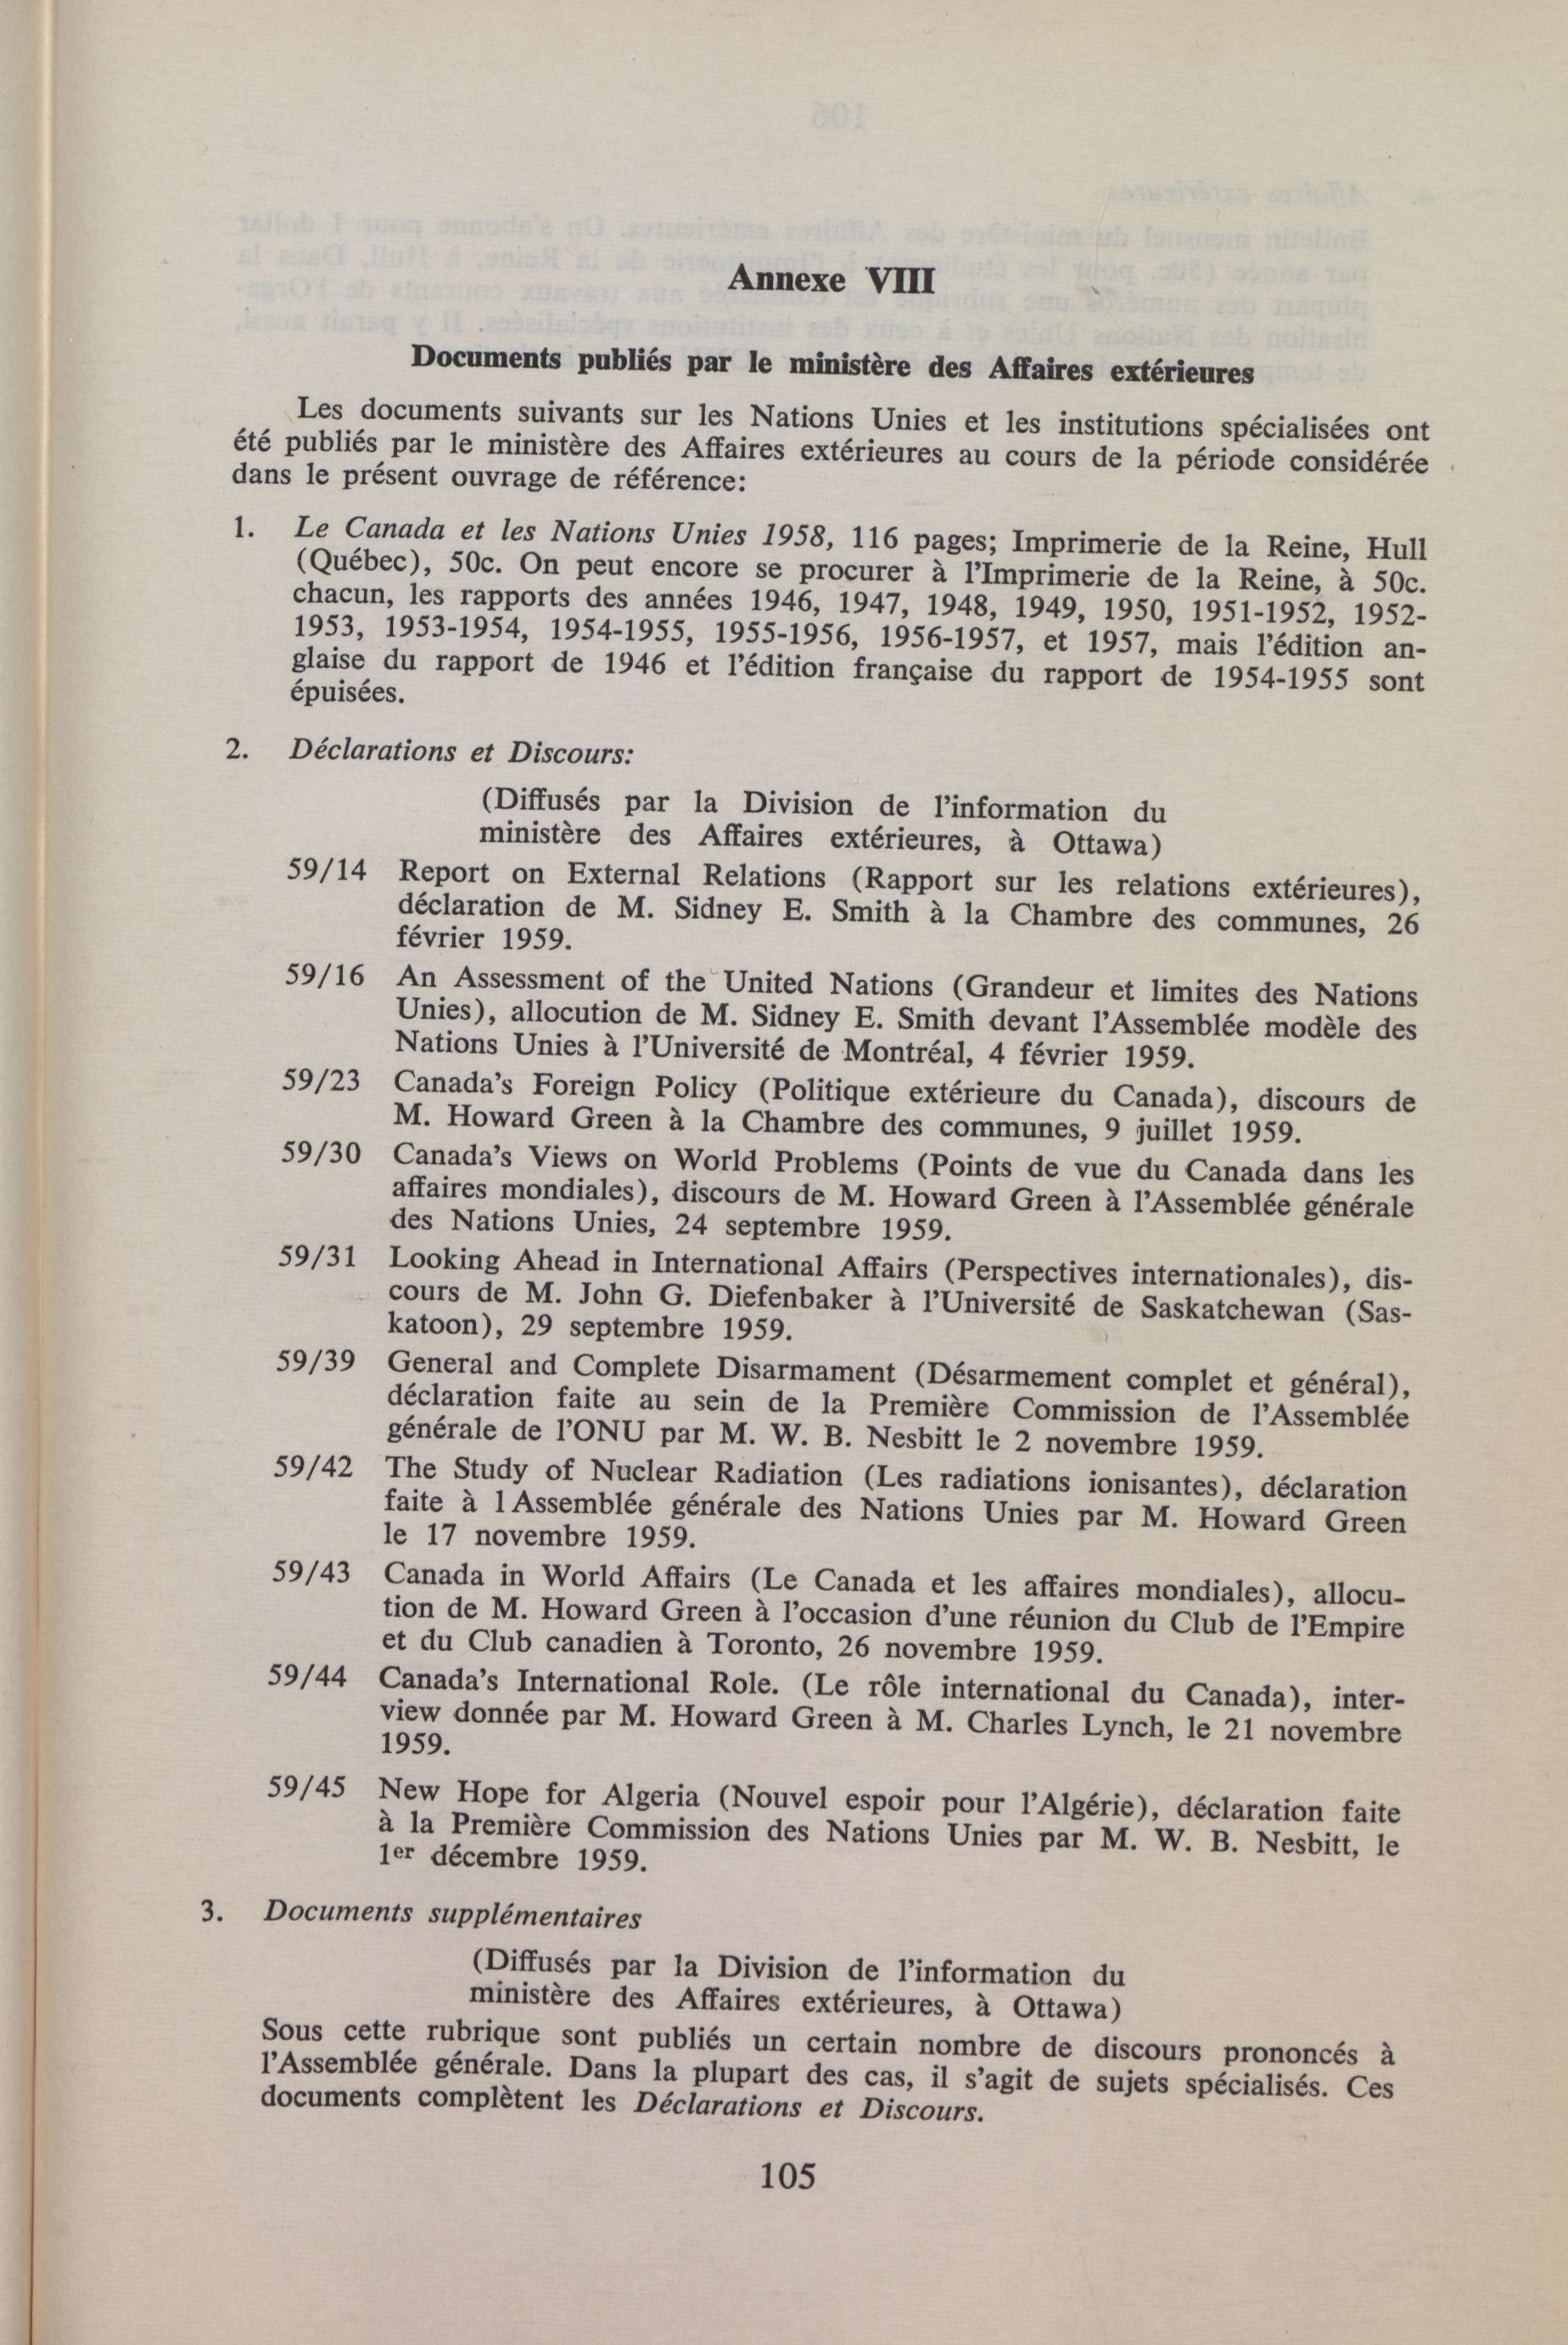 Annexe VIII
Documents publiés par le ministère des Affaires extérieures
Les documents suivants sur les Nations Unies et les institutions spécialisées ont
été publiés par le ministère des Affaires extérieures au cours de la période considérée
dans le présent ouvrage de référence:
1. Le Canada et les Nations Unies 1958, 116 pages; Imprimerie de la Reine, Hull
(Québec), 50c. On peut encore se procurer à l'Imprimerie de la Reine, à 50c.
chacun, les rapports des années 1946, 1947, 1948, 1949, 1950, 1951-1952, 1952-
1953, 1953-1954, 1954-1955, 1955-1956, 1956-1957, et 1957, mais l'édition an-
glaise du rapport de 1946 et l'édition française du rapport de 1954-1955 sont
épuisées.
2. Déclarations et Discours:
(Diffusés par la Division de l'information du
ministère des Affaires extérieures, à Ottawa)
59/14 Report on External Relations (Rapport sur les relations extérieures),
déclaration de M. Sidney E. Smith à la Chambre des communes, 26
février 1959.
59/16 An Assessment of the United Nations (Grandeur et limites des Nations
Unies), allocution de M. Sidney E. Smith devant l'Assemblée modèle des
Nations Unies à l'Université de Montréal, 4 février 1959.
59/23 Canada's Foreign Policy (Politique extérieure du Canada), discours de
M. Howard Green à la Chambre des communes, 9 juillet 1959.
59/30 Canada's Views on World Problems (Points de vue du Canada dans les
affaires mondiales), discours de M. Howard Green à l'Assemblée générale
des Nations Unies, 24 septembre 1959.
59/31 Looking Ahead in International Affairs (Perspectives internationales), dis-
cours de M. John G. Diefenbaker à l'Université de Saskatchewan (Sas-
katoon), 29 septembre 1959.
59/39 General and Complete Disarmament (Désarmement complet et général),
déclaration faite au sein de la Première Commission de l'Assemblée
générale de l'ONU par M. W. B. Nesbitt le 2 novembre 1959.
59/42 The Study of Nuclear Radiation (Les radiations ionisantes), déclaration
faite à l Assemblée générale des Nations Unies par M. Howard Green
le 17 novembre 1959.
59/43 Canada in World Affairs (Le Canada et les affaires mondiales), allocu-
tion de M. Howard Green à l'occasion d'une réunion du Club de l'Empire
et du Club canadien à Toronto, 26 novembre 1959.
59/44 Canada's International Role. (Le rôle international du Canada), inter-
view donnée par M. Howard Green à M. Charles Lynch, le 21 novembre
1959.
59/45 New Hope for Algeria (Nouvel espoir pour l'Algérie), déclaration faite
à la Première Commission des Nations Unies par M. W. B. Nesbitt, le
1er décembre 1959.
3. Documents supplémentaires
(Diffusés par la Division de l'information du
ministère des Affaires extérieures, à Ottawa)
Sous cette rubrique sont publiés un certain nombre de discours prononcés à
l'Assemblée générale. Dans la plupart des cas, il s'agit de sujets spécialisés. Ces
documents complètent les Déclarations et Discours.
105